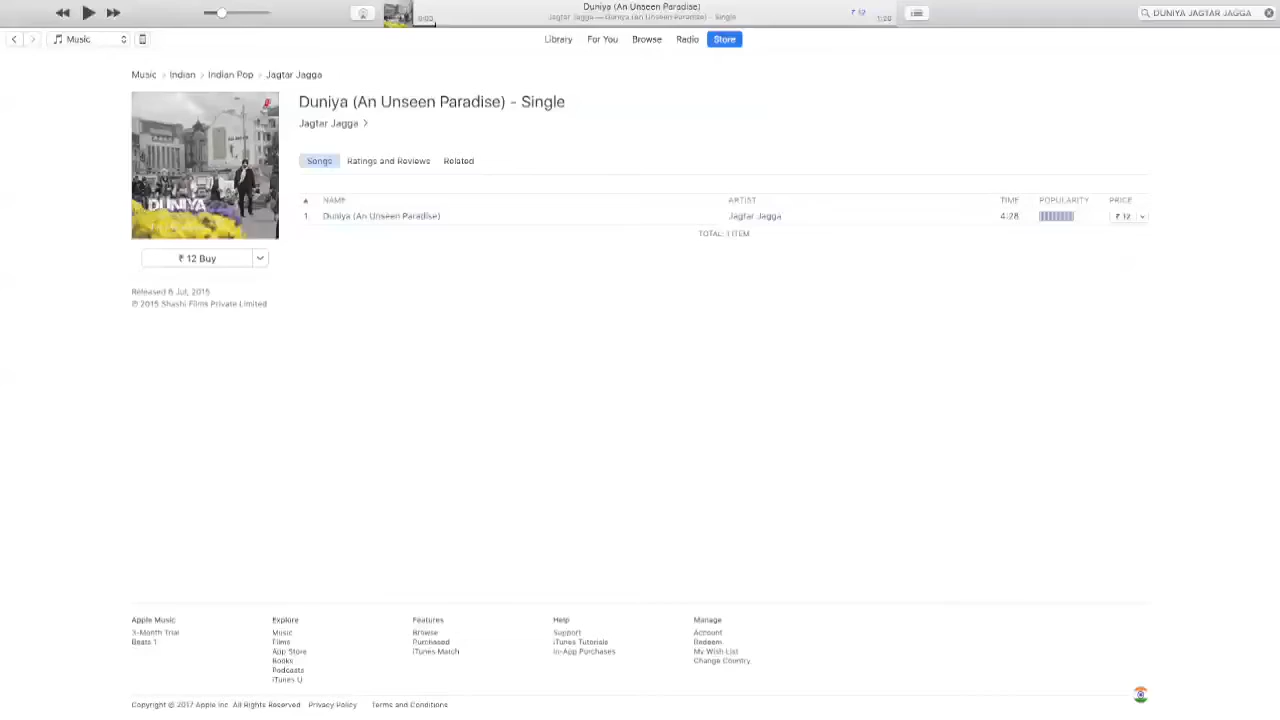 Duniya (An Unseen Paradise)
Jagtar Jagga — Duniya (An Unseen Paradise) - Single
0:00
₹ 12
1:28
DUNIYA JAGTAR JAGGA
Music
Library For You Browse Radio Store
Music > Indian > Indian Pop > Jagtar Jagga
Duniya (An Unseen Paradise) - Single
Jagtar Jagga >
Songs Ratings and Reviews Related
NAME ARTIST TIME POPULARITY PRICE
1 Duniya (An Unseen Paradise) Jagtar Jagga 4:28 ₹ 12
TOTAL: 1 ITEM
DUNIYA
₹ 12 Buy
Released 6 Jul, 2015
℗ 2015 Shashi Films Private Limited
Apple Music Explore Features Help Manage
3-Month Trial Music Browse Support Account
Beats 1 Films Purchased iTunes Tutorials Redeem
App Store iTunes Match In-App Purchases My Wish List
Books Change Country
Podcasts
iTunes U
Copyright © 2017 Apple Inc. All Rights Reserved Privacy Policy Terms and Conditions